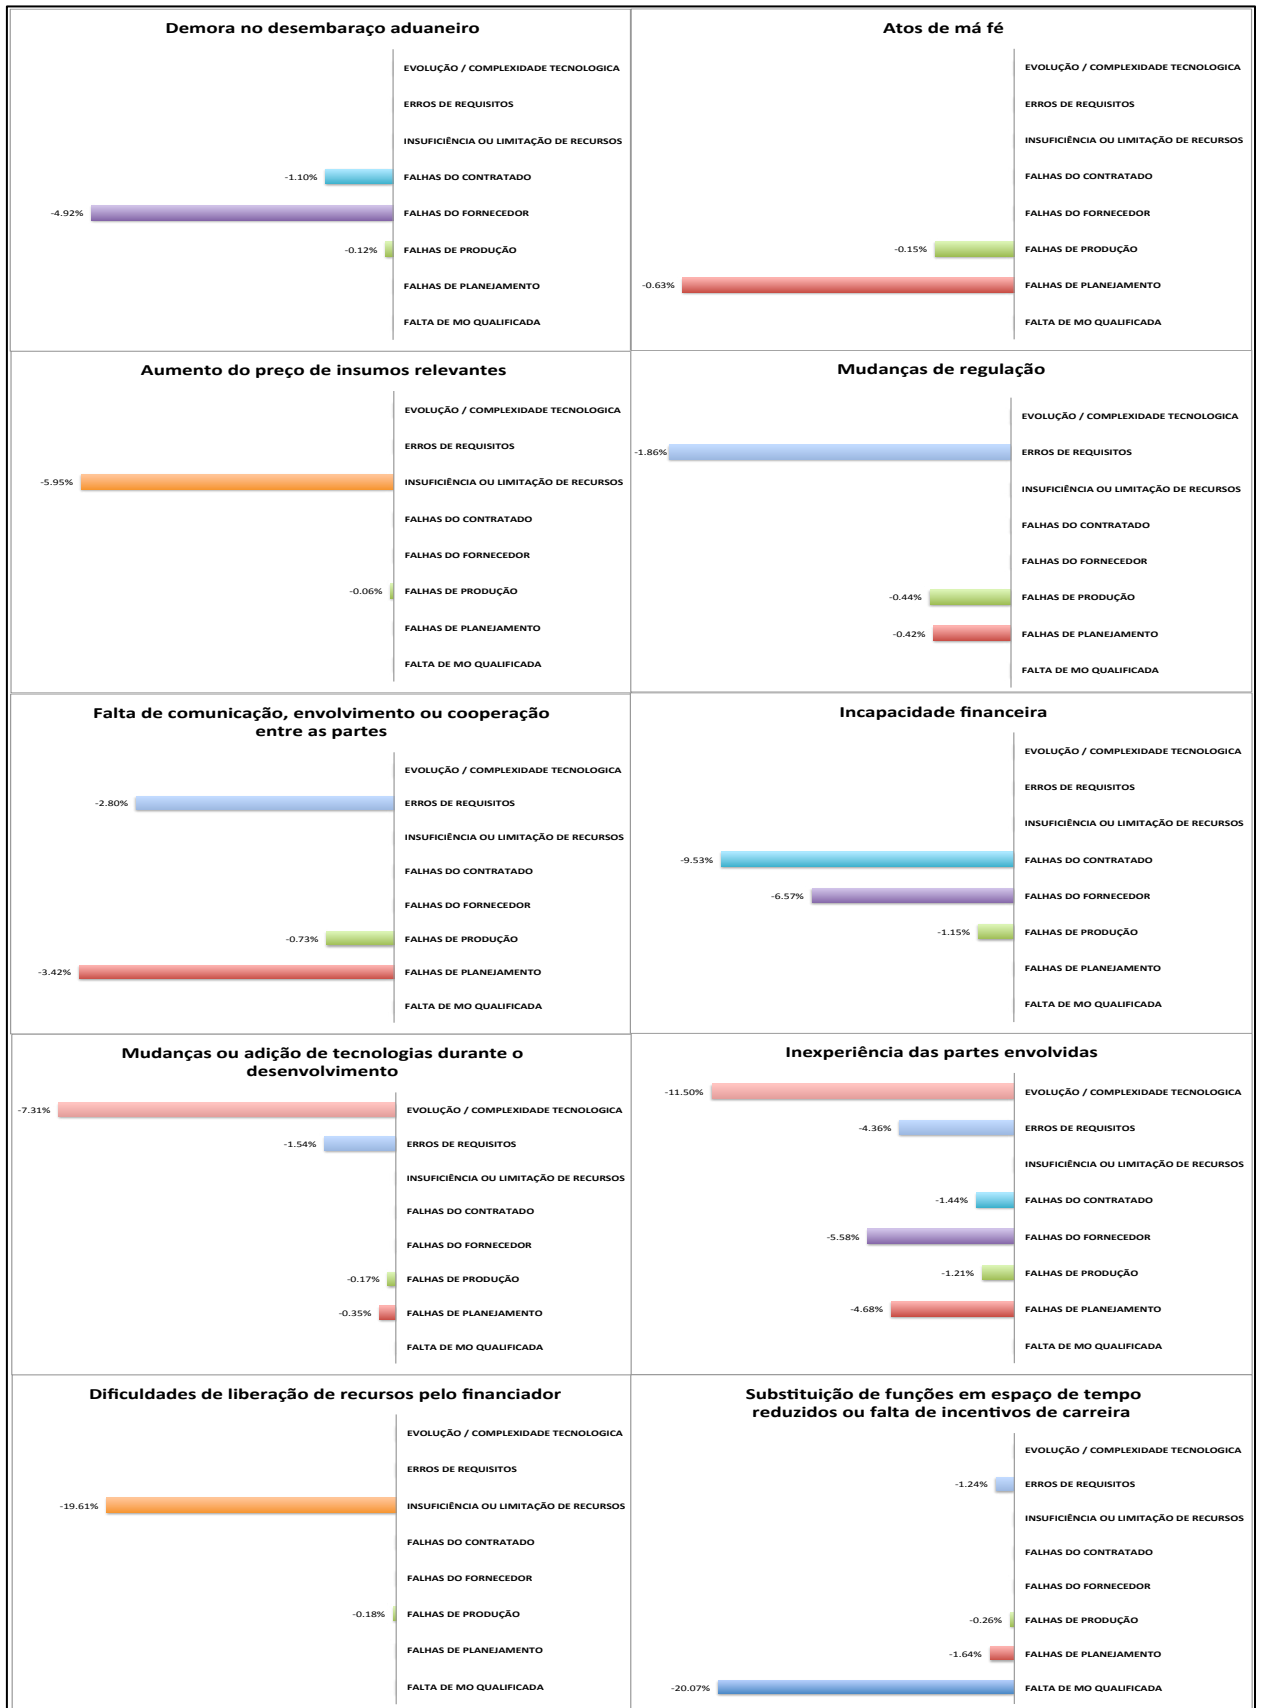 Demora no desembaraço aduaneiro
EVOLUÇÃO / COMPLEXIDADE TECNOLOGICA
ERROS DE REQUISITOS
INSUFICIÊNCIA OU LIMITAÇÃO DE RECURSOS
-1.10% FALHAS DO CONTRATADO
-4.92% FALHAS DO FORNECEDOR
-0.12% FALHAS DE PRODUÇÃO
FALHAS DE PLANEJAMENTO
FALTA DE MO QUALIFICADA
Atos de má fé
EVOLUÇÃO / COMPLEXIDADE TECNOLOGICA
ERROS DE REQUISITOS
INSUFICIÊNCIA OU LIMITAÇÃO DE RECURSOS
FALHAS DO CONTRATADO
FALHAS DO FORNECEDOR
-0.15% FALHAS DE PRODUÇÃO
-0.63% FALHAS DE PLANEJAMENTO
FALTA DE MO QUALIFICADA
Aumento do preço de insumos relevantes
EVOLUÇÃO / COMPLEXIDADE TECNOLOGICA
ERROS DE REQUISITOS
-5.95% INSUFICIÊNCIA OU LIMITAÇÃO DE RECURSOS
FALHAS DO CONTRATADO
FALHAS DO FORNECEDOR
-0.06% FALHAS DE PRODUÇÃO
FALHAS DE PLANEJAMENTO
FALTA DE MO QUALIFICADA
Mudanças de regulação
EVOLUÇÃO / COMPLEXIDADE TECNOLOGICA
-1.86% ERROS DE REQUISITOS
INSUFICIÊNCIA OU LIMITAÇÃO DE RECURSOS
FALHAS DO CONTRATADO
FALHAS DO FORNECEDOR
-0.44% FALHAS DE PRODUÇÃO
-0.42% FALHAS DE PLANEJAMENTO
FALTA DE MO QUALIFICADA
Falta de comunicação, envolvimento ou cooperação
entre as partes
EVOLUÇÃO / COMPLEXIDADE TECNOLOGICA
-2.80% ERROS DE REQUISITOS
INSUFICIÊNCIA OU LIMITAÇÃO DE RECURSOS
FALHAS DO CONTRATADO
FALHAS DO FORNECEDOR
-0.73% FALHAS DE PRODUÇÃO
-3.42% FALHAS DE PLANEJAMENTO
FALTA DE MO QUALIFICADA
Incapacidade financeira
EVOLUÇÃO / COMPLEXIDADE TECNOLOGICA
ERROS DE REQUISITOS
INSUFICIÊNCIA OU LIMITAÇÃO DE RECURSOS
-9.53% FALHAS DO CONTRATADO
-6.57% FALHAS DO FORNECEDOR
-1.15% FALHAS DE PRODUÇÃO
FALHAS DE PLANEJAMENTO
FALTA DE MO QUALIFICADA
Mudanças ou adição de tecnologias durante o
desenvolvimento
-7.31% EVOLUÇÃO / COMPLEXIDADE TECNOLOGICA
-1.54% ERROS DE REQUISITOS
INSUFICIÊNCIA OU LIMITAÇÃO DE RECURSOS
FALHAS DO CONTRATADO
FALHAS DO FORNECEDOR
-0.17% FALHAS DE PRODUÇÃO
-0.35% FALHAS DE PLANEJAMENTO
FALTA DE MO QUALIFICADA
Inexperiência das partes envolvidas
-11.50% EVOLUÇÃO / COMPLEXIDADE TECNOLOGICA
-4.36% ERROS DE REQUISITOS
INSUFICIÊNCIA OU LIMITAÇÃO DE RECURSOS
-1.44% FALHAS DO CONTRATADO
-5.58% FALHAS DO FORNECEDOR
-1.21% FALHAS DE PRODUÇÃO
-4.68% FALHAS DE PLANEJAMENTO
FALTA DE MO QUALIFICADA
Dificuldades de liberação de recursos pelo financiador
EVOLUÇÃO / COMPLEXIDADE TECNOLOGICA
ERROS DE REQUISITOS
-19.61% INSUFICIÊNCIA OU LIMITAÇÃO DE RECURSOS
FALHAS DO CONTRATADO
FALHAS DO FORNECEDOR
-0.18% FALHAS DE PRODUÇÃO
FALHAS DE PLANEJAMENTO
FALTA DE MO QUALIFICADA
Substituição de funções em espaço de tempo
reduzidos ou falta de incentivos de carreira
EVOLUÇÃO / COMPLEXIDADE TECNOLOGICA
-1.24% ERROS DE REQUISITOS
INSUFICIÊNCIA OU LIMITAÇÃO DE RECURSOS
FALHAS DO CONTRATADO
FALHAS DO FORNECEDOR
-0.26% FALHAS DE PRODUÇÃO
-1.64% FALHAS DE PLANEJAMENTO
-20.07% FALTA DE MO QUALIFICADA